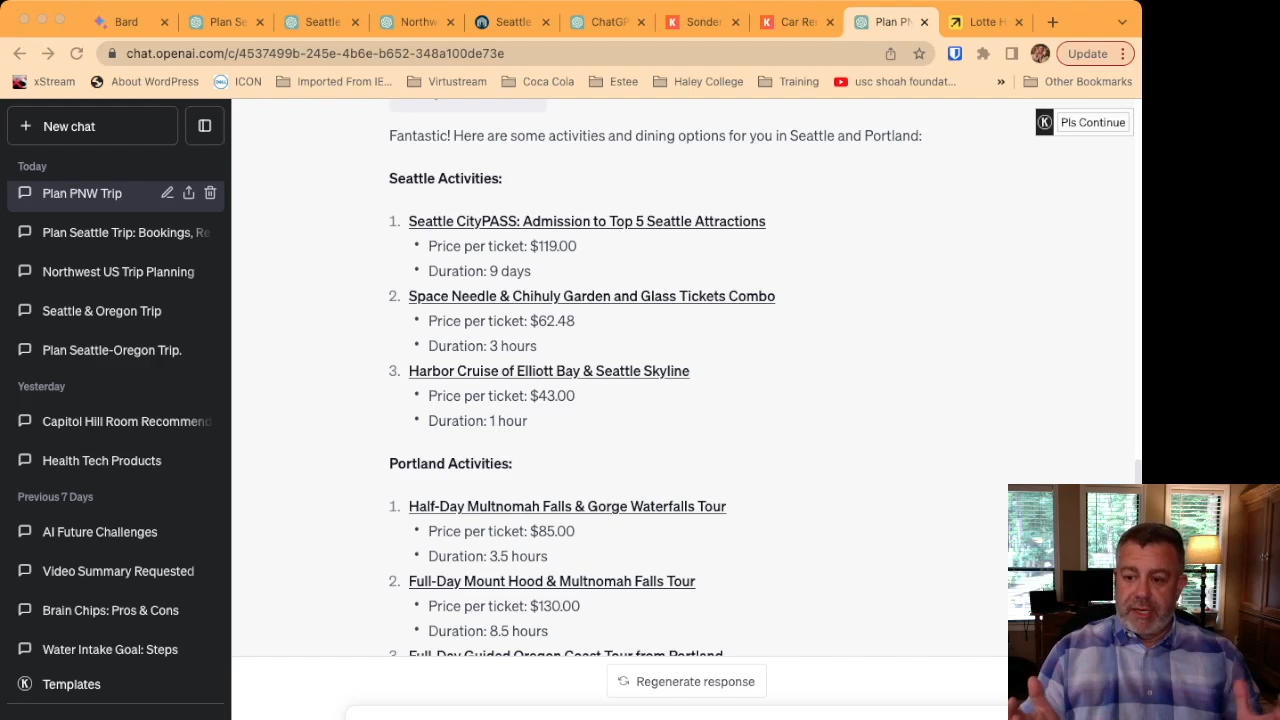 Bard
Plan Se
Seattle
Northw
Seattle
ChatGP
Sonder
Car Re
Plan PN
Lotte H
chat.openai.com/c/4537499b-245e-4b6e-b652-348a100de73e
Update
xStream
About WordPress
ICON
Imported From IE...
Virtustream
Coca Cola
Estee
Haley College
Training
usc shoah foundat...
»
Other Bookmarks
New chat
Today
Plan PNW Trip
Plan Seattle Trip: Bookings, Re
Northwest US Trip Planning
Seattle & Oregon Trip
Plan Seattle-Oregon Trip.
Yesterday
Capitol Hill Room Recommend
Health Tech Products
Previous 7 Days
AI Future Challenges
Video Summary Requested
Brain Chips: Pros & Cons
Water Intake Goal: Steps
Templates
K Pls Continue
Fantastic! Here are some activities and dining options for you in Seattle and Portland:
Seattle Activities:
1. Seattle CityPASS: Admission to Top 5 Seattle Attractions
• Price per ticket: $119.00
• Duration: 9 days
2. Space Needle & Chihuly Garden and Glass Tickets Combo
• Price per ticket: $62.48
• Duration: 3 hours
3. Harbor Cruise of Elliott Bay & Seattle Skyline
• Price per ticket: $43.00
• Duration: 1 hour
Portland Activities:
1. Half-Day Multnomah Falls & Gorge Waterfalls Tour
• Price per ticket: $85.00
• Duration: 3.5 hours
2. Full-Day Mount Hood & Multnomah Falls Tour
• Price per ticket: $130.00
• Duration: 8.5 hours
3. Full-Day Guided Oregon Coast Tour from Portland
Regenerate response